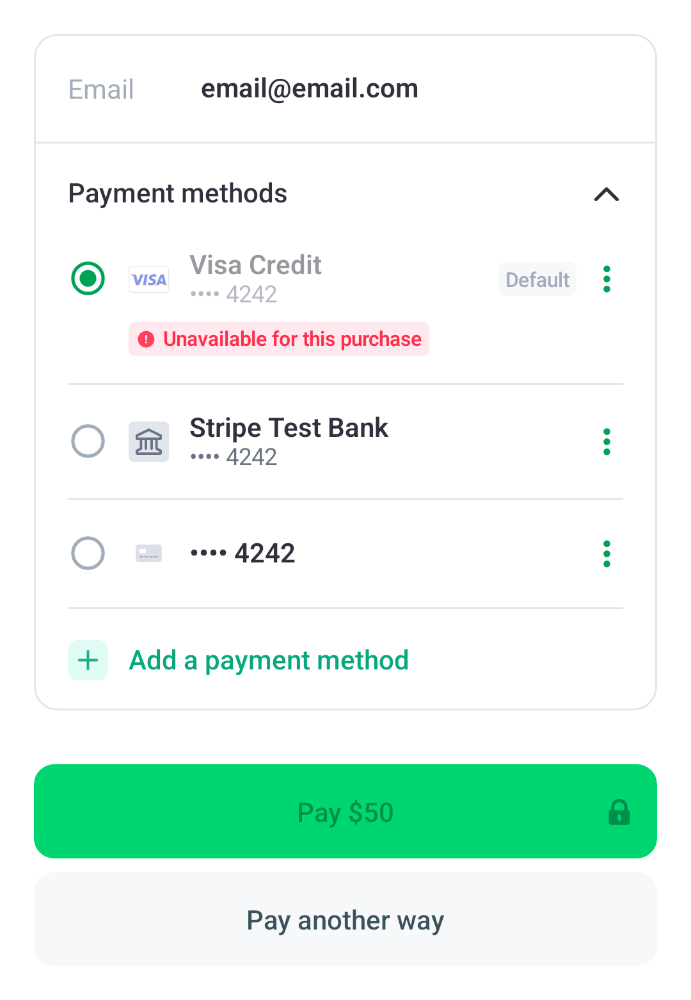 Email email@email.com
Payment methods
VISA Visa Credit Default
•••• 4242
Unavailable for this purchase
Stripe Test Bank
•••• 4242
•••• 4242
Add a payment method
Pay $50
Pay another way